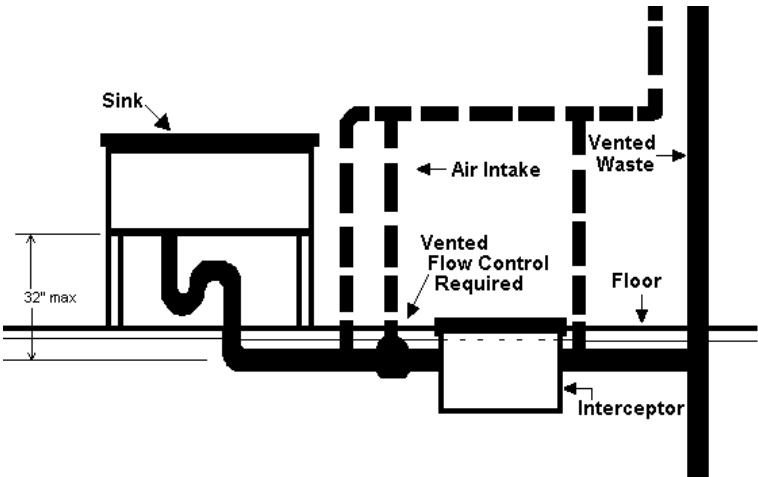 Sink
Vented
Waste
Air Intake
Vented
Flow Control
Required
Floor
32" max
Interceptor